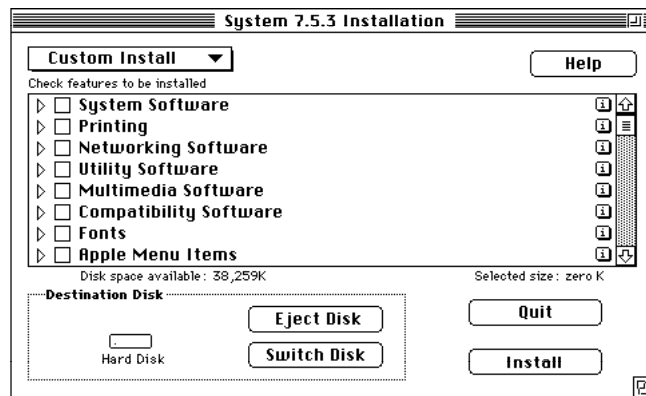 System 7.5.3 Installation
Custom Install
Help
Check features to be installed
System Software
Printing
Networking Software
Utility Software
Multimedia Software
Compatibility Software
Fonts
Apple Menu Items
Disk space available: 38,259K
Selected size: zero K
Destination Disk
Eject Disk
Quit
Hard Disk
Switch Disk
Install